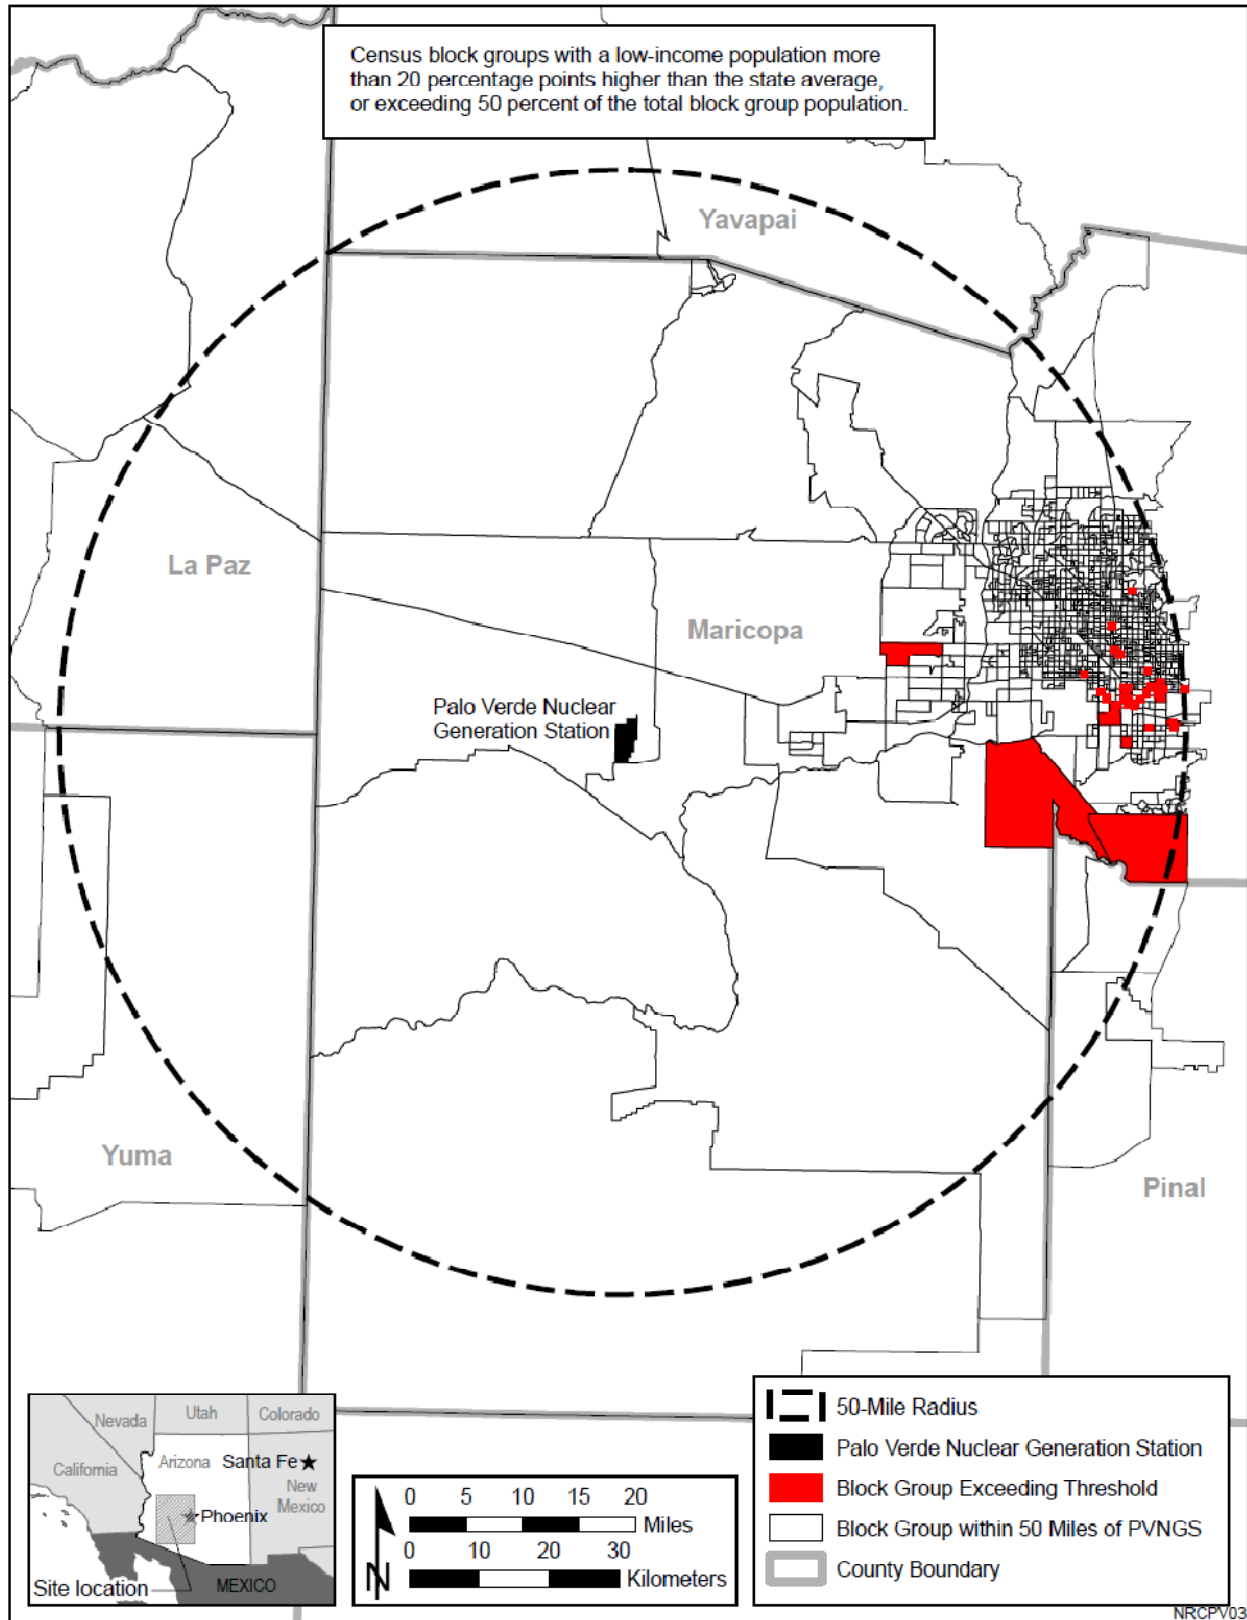 Census block groups with a low-income population more
than 20 percentage points higher than the state average,
or exceeding 50 percent of the total block group population.
Yavapai
La Paz
Maricopa
Palo Verde Nuclear
Generation Station
Yuma
Pinal
Nevada
Utah
Colorado
California
Arizona
Santa Fe
New
Mexico
Phoenix
Site location
MEXICO
0 5 10 15 20
Miles
0 10 20 30
Kilometers
N
50-Mile Radius
Palo Verde Nuclear Generation Station
Block Group Exceeding Threshold
Block Group within 50 Miles of PVNGS
County Boundary
NRCPV03